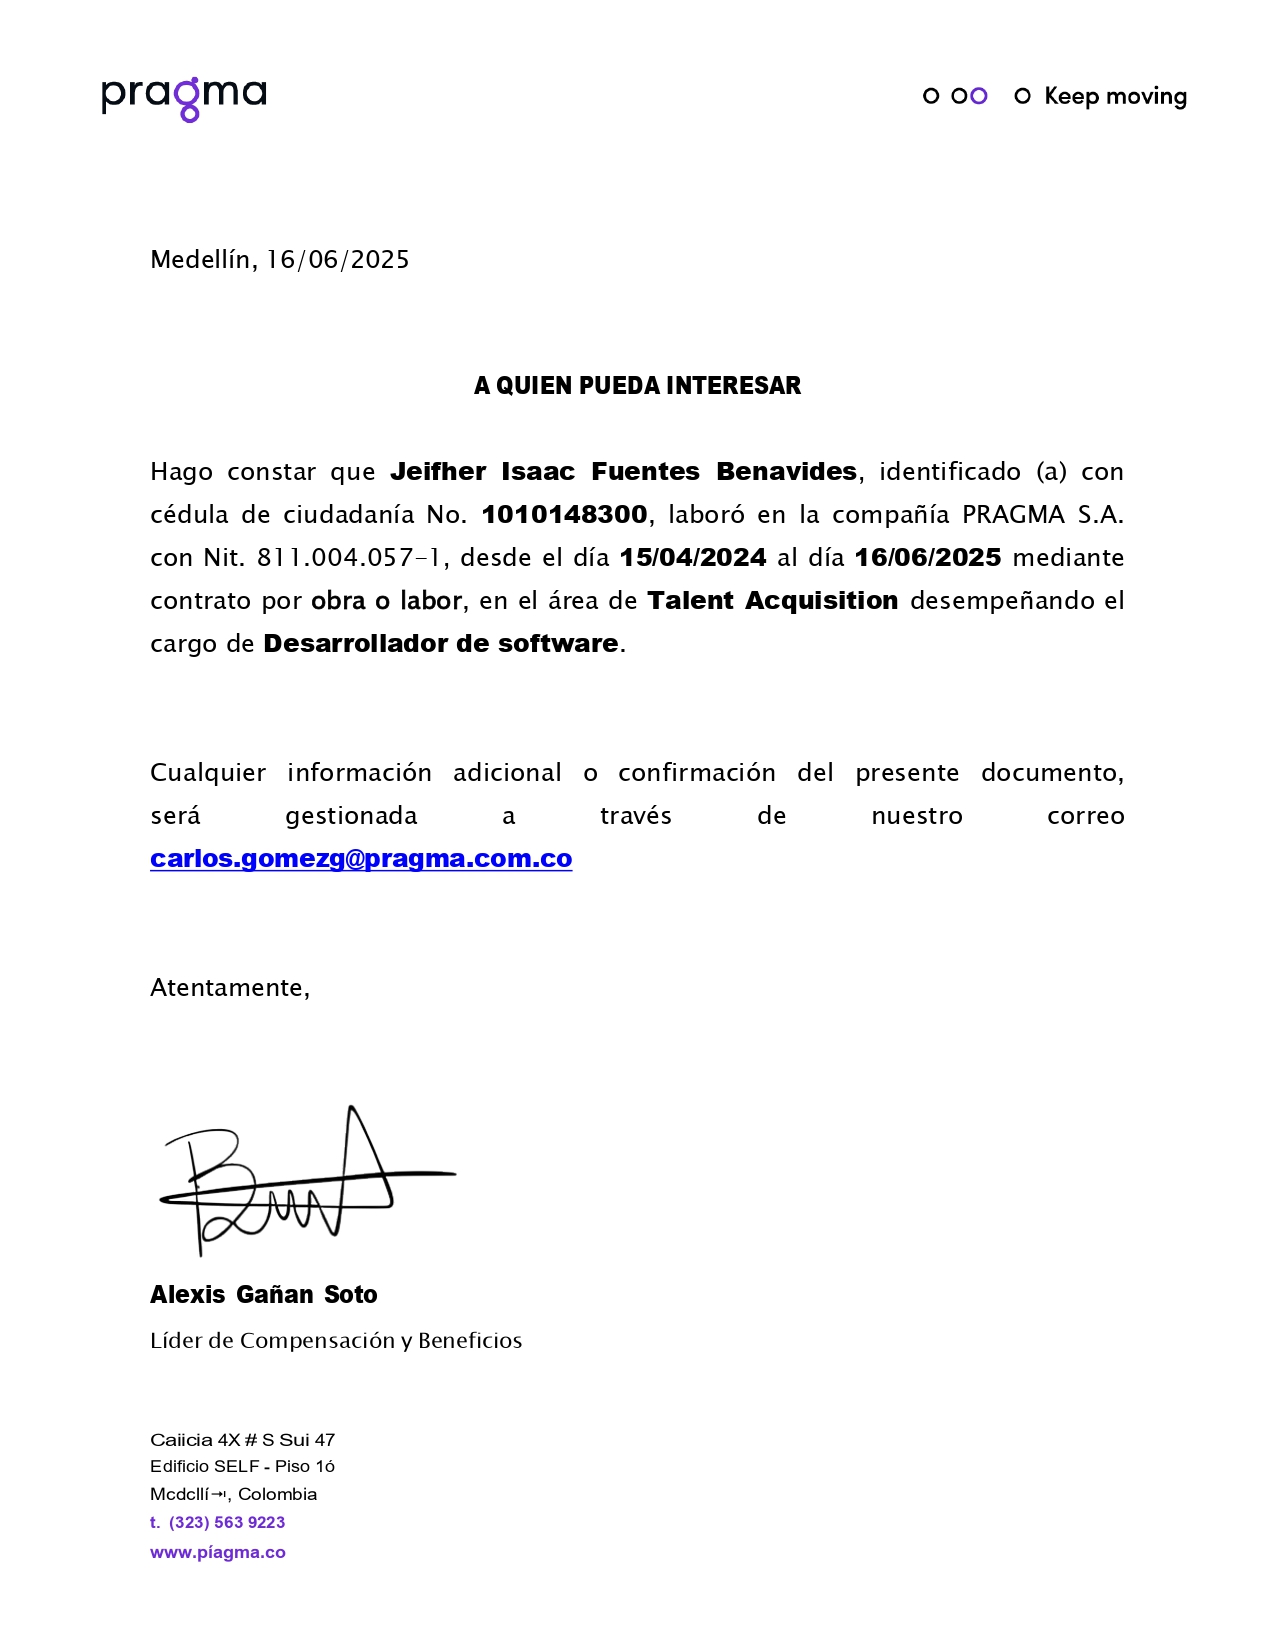 pragma
Keep moving
Medellín, 16/06/2025
A QUIEN PUEDA INTERESAR
Hago constar que Jeifher Isaac Fuentes Benavides, identificado (a) con
cédula de ciudadanía No. 1010148300, laboró en la compañía PRAGMA S.A.
con Nit. 811.004.057-1, desde el día 15/04/2024 al día 16/06/2025 mediante
contrato por obra o labor, en el área de Talent Acquisition desempeñando el
cargo de Desarrollador de software.
Cualquier información adicional o confirmación del presente documento,
será gestionada a través de nuestro correo
carlos.gomezg@pragma.com.co
Atentamente,
Alexis Gañan Soto
Líder de Compensación y Beneficios
Caiicia 4X # S Sui 47
Edificio SELF - Piso 1ó
Mcdcllí→ı, Colombia
t. (323) 563 9223
www.píagma.co